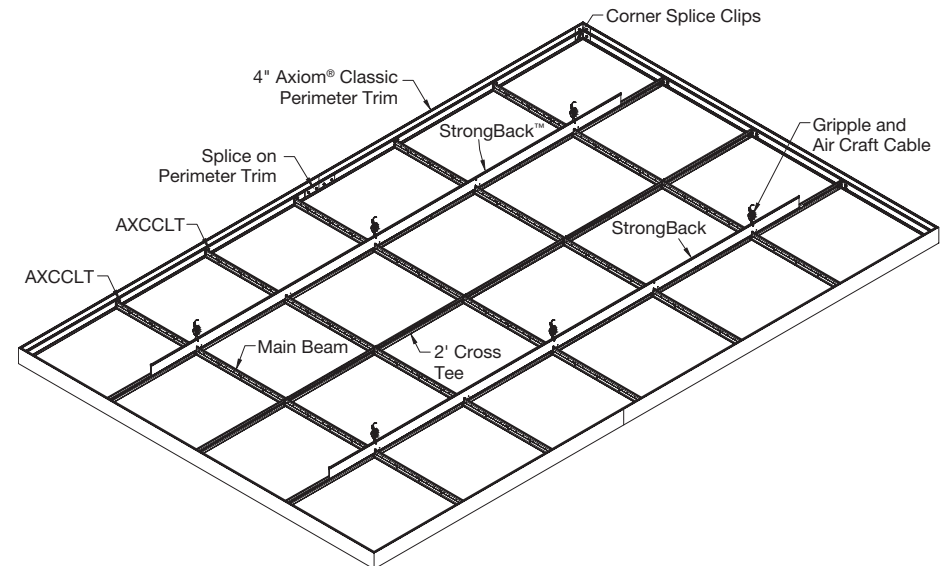 Corner Splice Clips
4" Axiom® Classic
Perimeter Trim
StrongBack™
Gripple and
Air Craft Cable
Splice on
Perimeter Trim
AXCCLT
StrongBack
AXCCLT
Main Beam
2' Cross
Tee